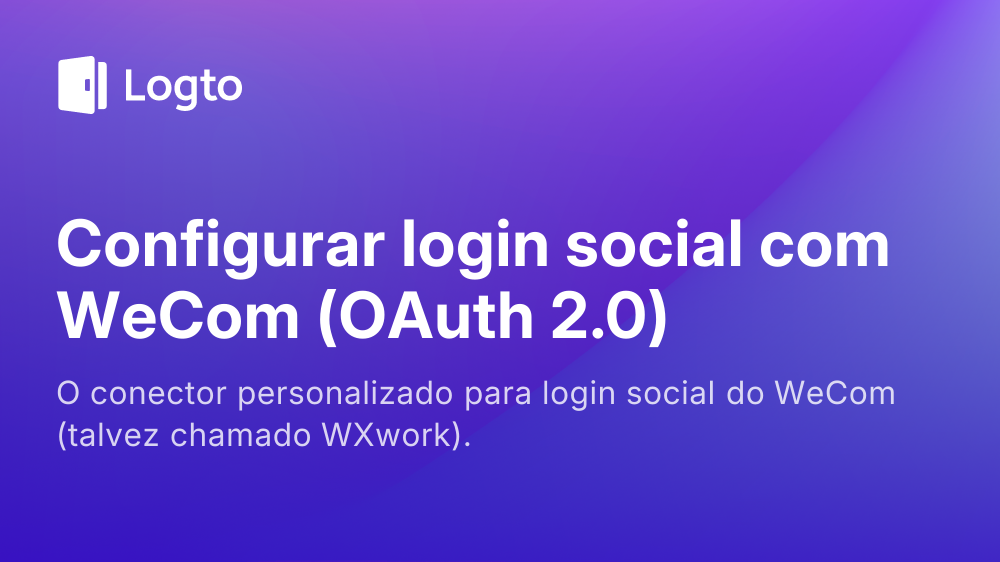 Logto
Configurar login social com
WeCom (OAuth 2.0)
O conector personalizado para login social do WeCom
(talvez chamado WXwork).